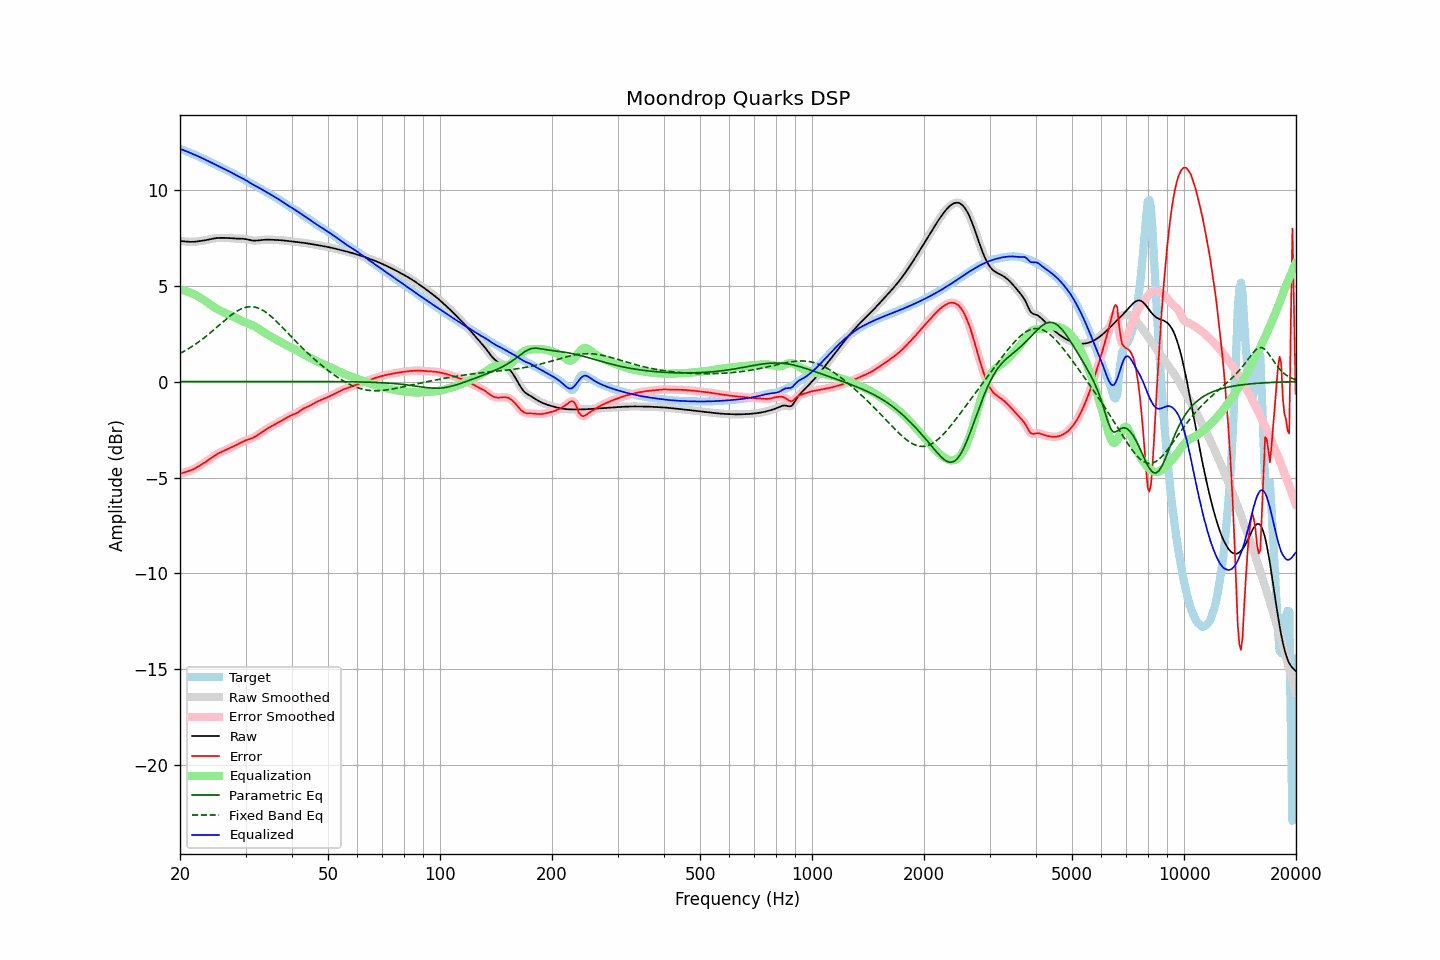 Moondrop Quarks DSP
Amplitude (dBr)
10
5
0
−5
−10
−15
−20
Target
Raw Smoothed
Error Smoothed
Raw
Error
Equalization
Parametric Eq
Fixed Band Eq
Equalized
20 50 100 200 500 1000 2000 5000 10000 20000
Frequency (Hz)